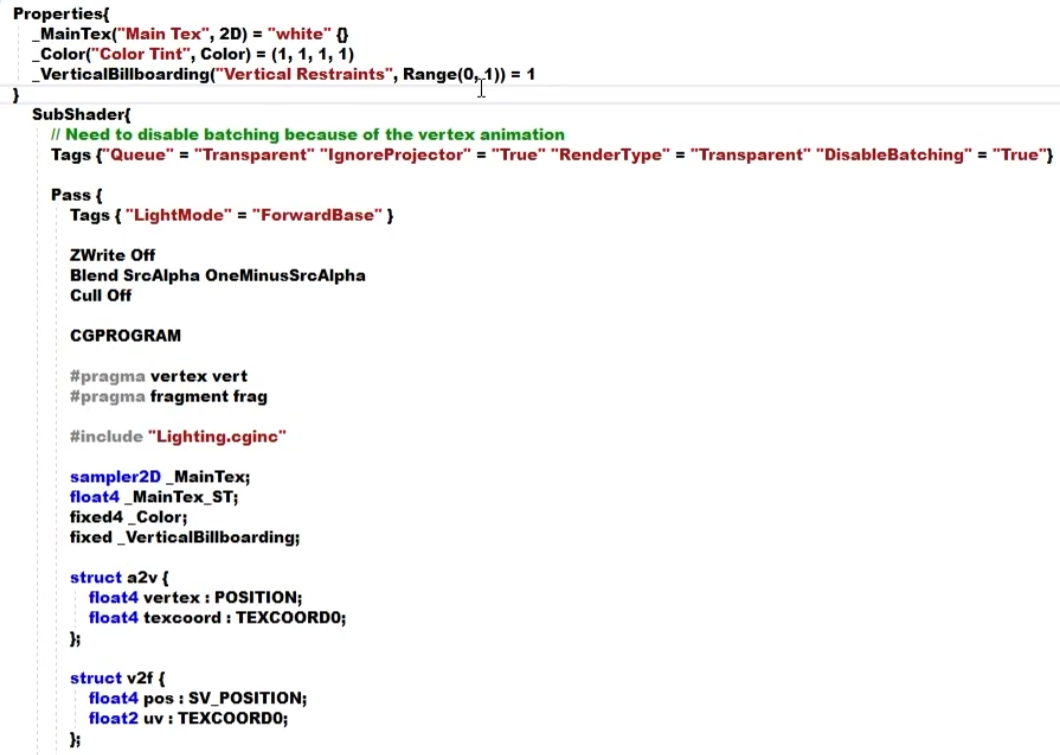 Properties{
_MainTex("Main Tex", 2D) = "white" {}
_Color("Color Tint", Color) = (1, 1, 1, 1)
_VerticalBillboarding("Vertical Restraints", Range(0, 1)) = 1
}
SubShader{
// Need to disable batching because of the vertex animation
Tags {"Queue" = "Transparent" "IgnoreProjector" = "True" "RenderType" = "Transparent" "DisableBatching" = "True"}
Pass {
Tags { "LightMode" = "ForwardBase" }
ZWrite Off
Blend SrcAlpha OneMinusSrcAlpha
Cull Off
CGPROGRAM
#pragma vertex vert
#pragma fragment frag
#include "Lighting.cginc"
sampler2D _MainTex;
float4 _MainTex_ST;
fixed4 _Color;
fixed _VerticalBillboarding;
struct a2v {
float4 vertex : POSITION;
float4 texcoord : TEXCOORD0;
};
struct v2f {
float4 pos : SV_POSITION;
float2 uv : TEXCOORD0;
};